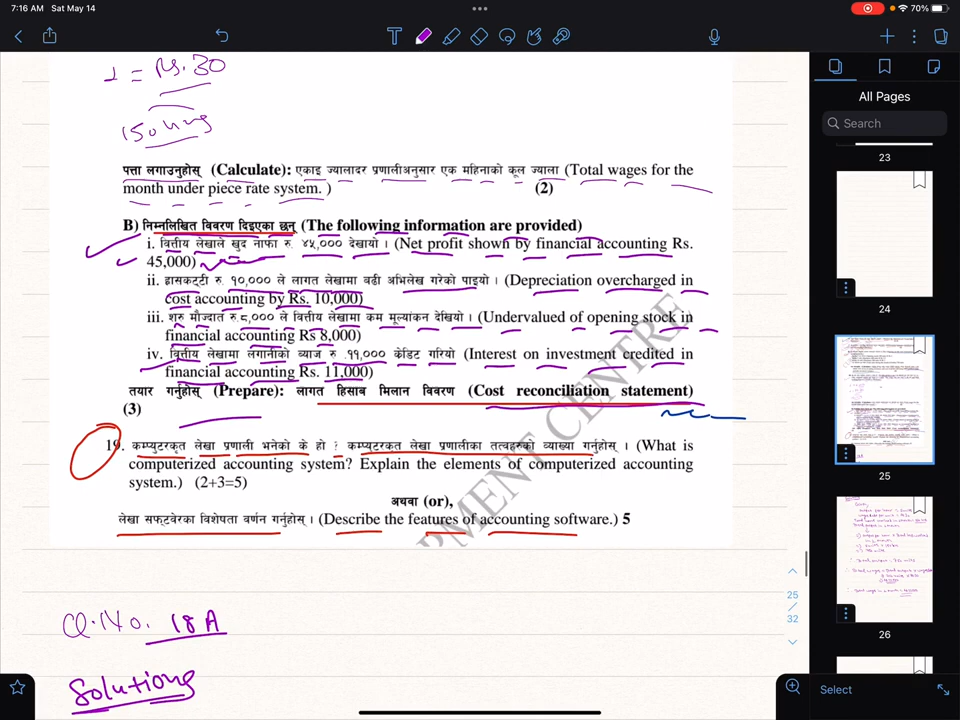 7:16 AM Sat May 14
70%
All Pages
Search
1 = Rs. 30
150 units
पत्ता लगाउनुहोस् (Calculate): एकाइ ज्यालादर प्रणालीअनुसार एक महिनाको कूल ज्याला (Total wages for the
month under piece rate system. ) (2)
B) निम्नलिखित विवरण दिइएका छन् (The following information are provided)
i. वित्तीय लेखाले खुद नाफा रु. ४५,००० देखायो । (Net profit shown by financial accounting Rs.
45,000)
ii. ह्रासकट्टी रु. १०,००० ले लागत लेखामा बढी अभिलेख गरेको पाइयो । (Depreciation overcharged in
cost accounting by Rs. 10,000)
iii. शुरु मौज्दात रु.८,००० ले वित्तीय लेखामा कम मूल्यांकन देखियो । (Undervalued of opening stock in
financial accounting Rs 8,000)
iv. वित्तीय लेखामा लगानीको व्याज रु ११,००० केडिट गरियो (Interest on investment credited in
financial accounting Rs. 11,000)
तयार गर्नुहोस् (Prepare): लागत हिसाब मिलान विवरण (Cost reconciliation statement)
(3)
19. कम्प्युटरकृत लेखा प्रणाली भनेको के हो ? कम्प्युटरकृत लेखा प्रणालीका तत्वहरुको व्याख्या गर्नुहोस् । (What is
computerized accounting system? Explain the elements of computerized accounting
system.) (2+3=5)
अथवा (or),
लेखा सफ्टवेरका विशेषता वर्णन गर्नुहोस् । (Describe the features of accounting software.) 5
MENT CENTRE
Q.No. 18A
Solutions
23
24
25
26
25
32
Select